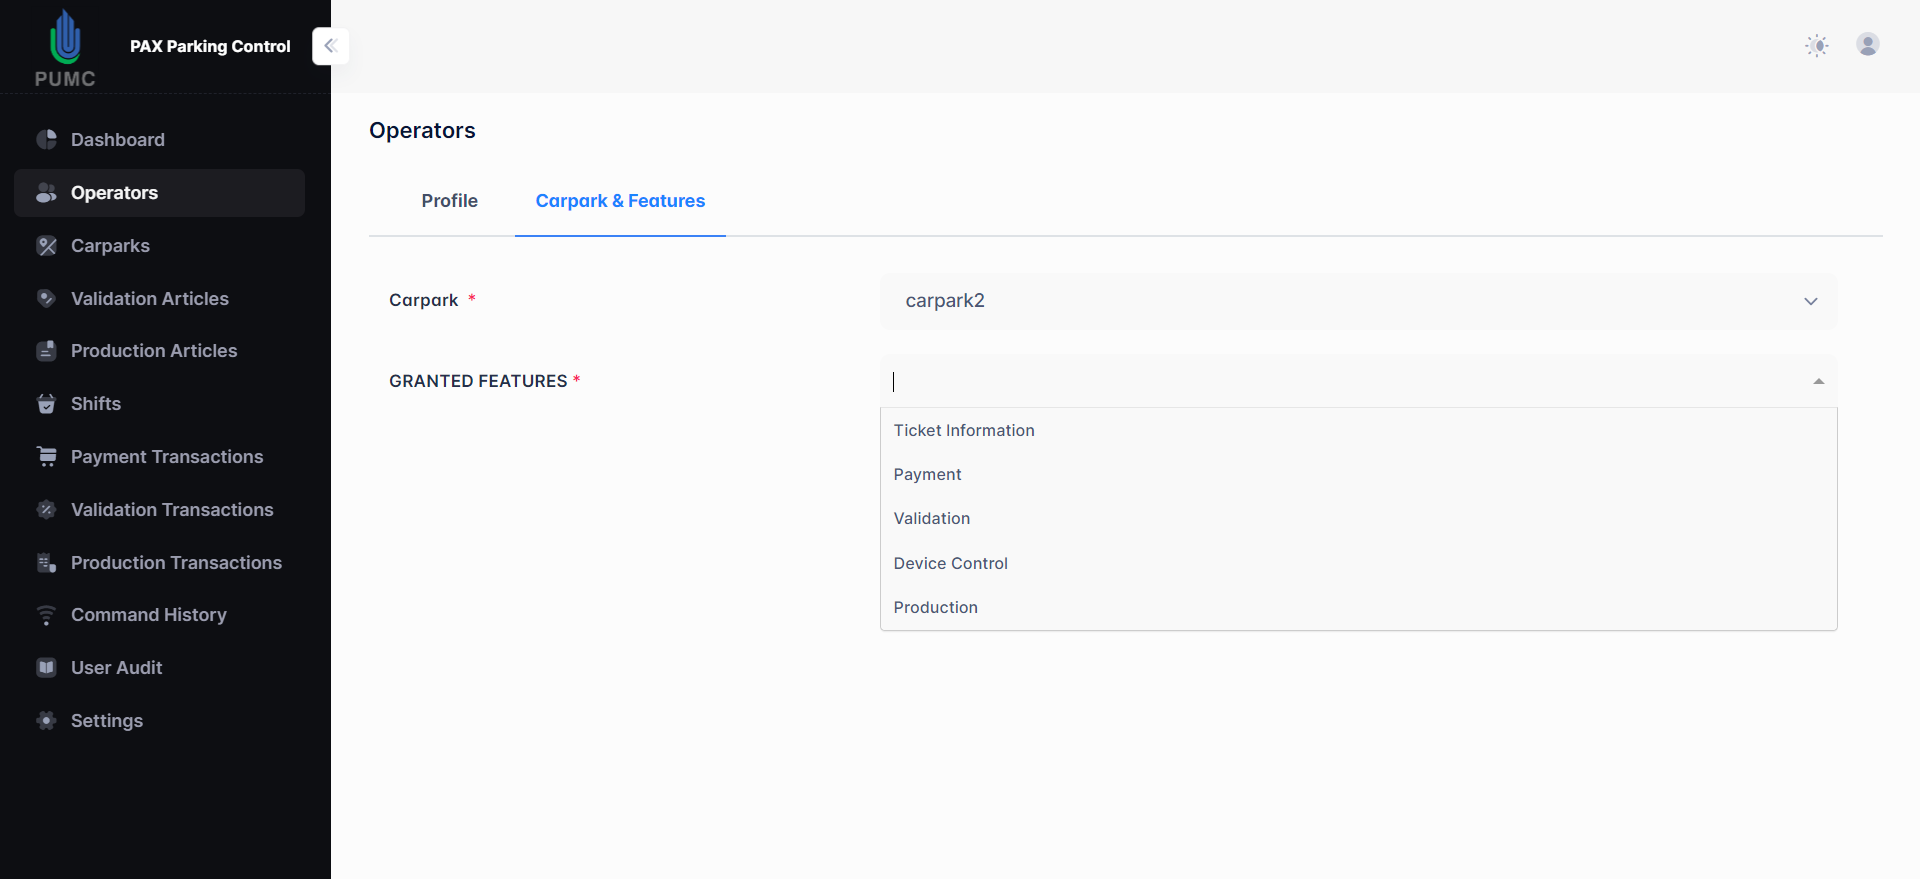 PUMC
PAX Parking Control
Dashboard
Operators
Carparks
Validation Articles
Production Articles
Shifts
Payment Transactions
Validation Transactions
Production Transactions
Command History
User Audit
Settings
Operators
Profile
Carpark & Features
Carpark *
carpark2
GRANTED FEATURES *
Ticket Information
Payment
Validation
Device Control
Production